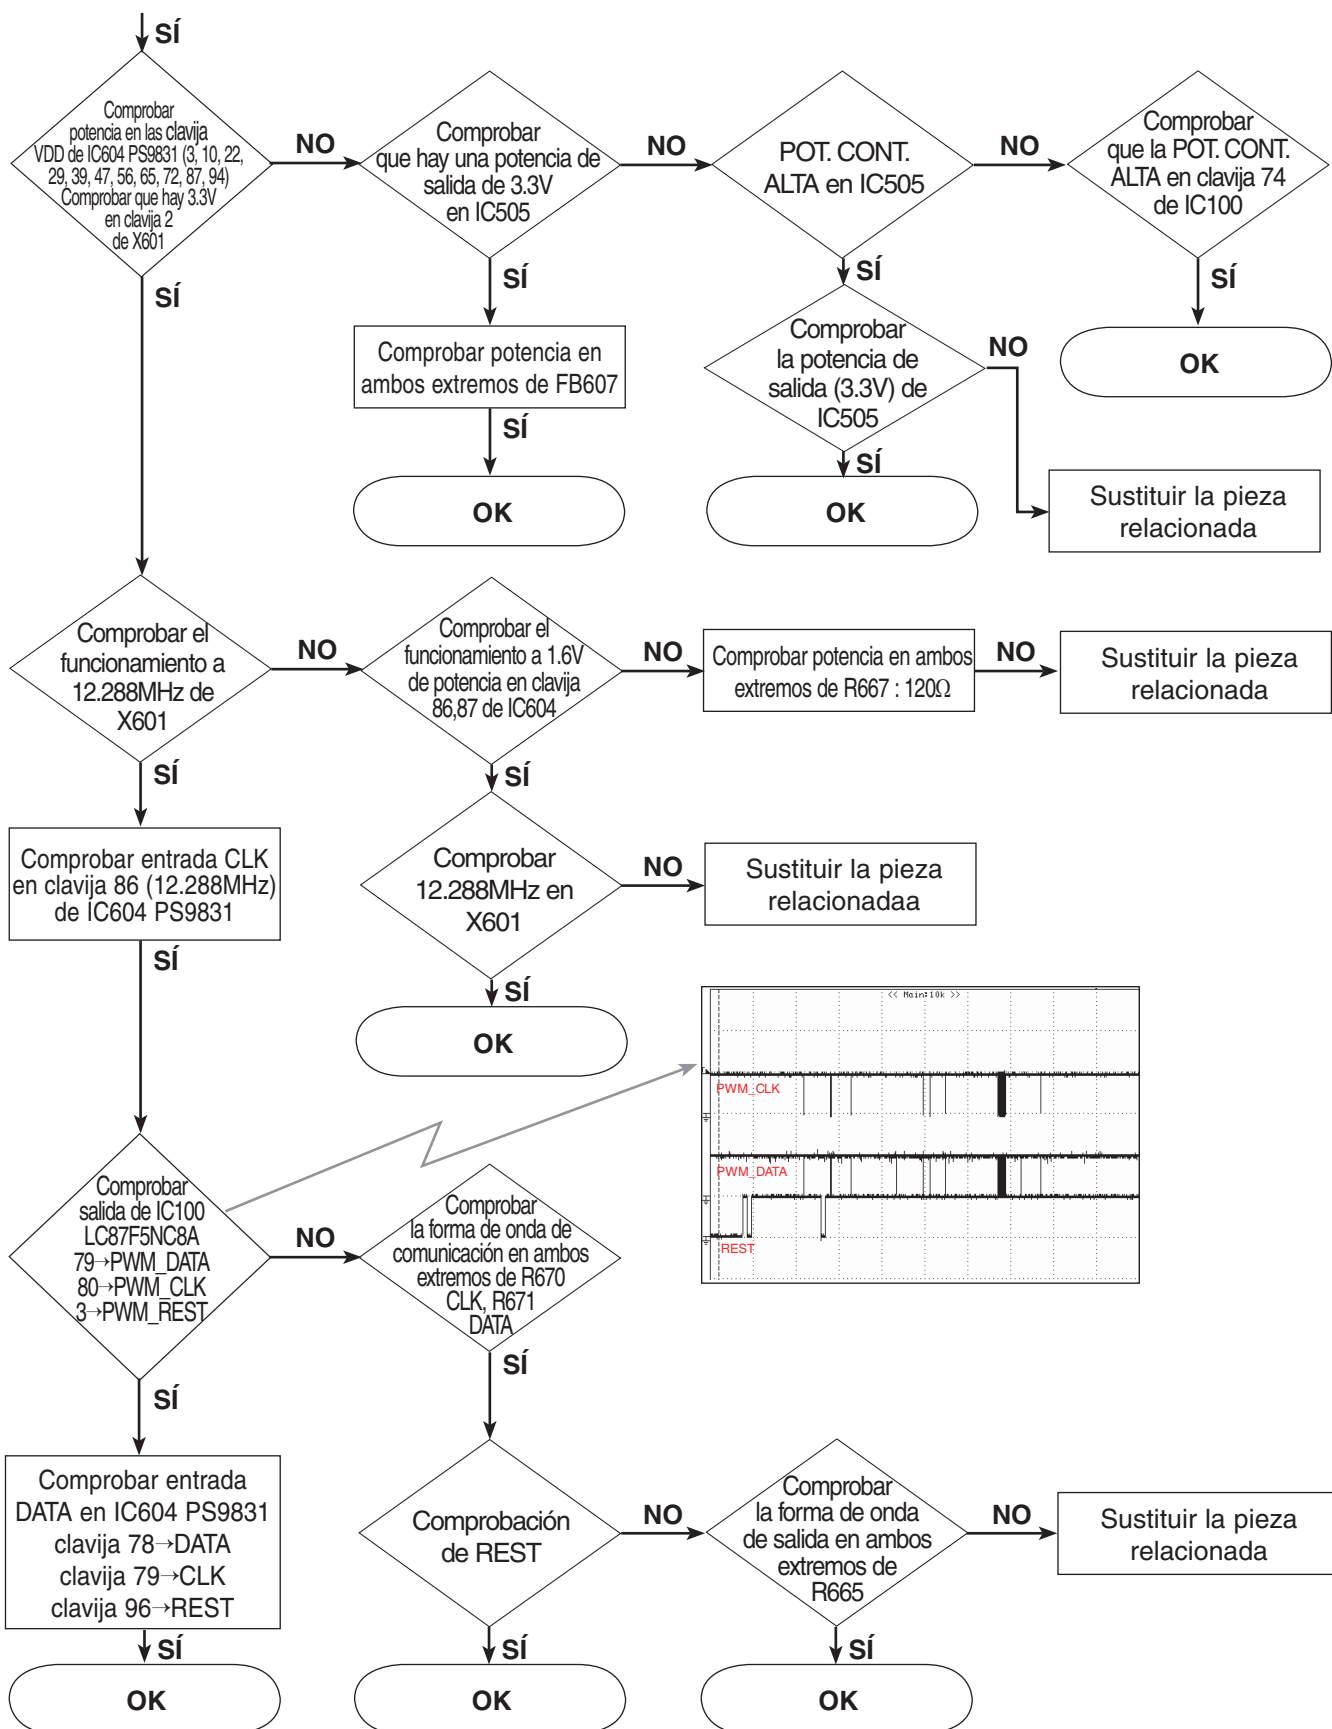 SÍ
Comprobar
potencia en las clavija
VDD de IC604 PS9831 (3, 10, 22,
29, 39, 47, 56, 65, 72, 87, 94)
Comprobar que hay 3.3V
en clavija 2
de X601
NO
Comprobar
que hay una potencia de
salida de 3.3V
en IC505
NO
POT. CONT.
ALTA en IC505
NO
Comprobar
que la POT. CONT.
ALTA en clavija 74
de IC100
SÍ
SÍ
SÍ
SÍ
Comprobar potencia en
ambos extremos de FB607
Comprobar
la potencia de
salida (3.3V) de
IC505
NO
OK
SÍ
SÍ
OK
OK
Sustituir la pieza
relacionada
Comprobar el
funcionamiento a
12.288MHz de
X601
NO
Comprobar el
funcionamiento a 1.6V
de potencia en clavija
86,87 de IC604
NO
Comprobar potencia en ambos
extremos de R667 : 120Ω
NO
Sustituir la pieza
relacionada
SÍ
SÍ
Comprobar entrada CLK
en clavija 86 (12.288MHz)
de IC604 PS9831
Comprobar
12.288MHz en
X601
NO
Sustituir la pieza
relacionadaa
SÍ
SÍ
OK
<< Main:10k >>
PWM_CLK
PWM_DATA
REST
Comprobar
salida de IC100
LC87F5NC8A
79→PWM_DATA
80→PWM_CLK
3→PWM_REST
NO
Comprobar
la forma de onda de
comunicación en ambos
extremos de R670
CLK, R671
DATA
SÍ
SÍ
Comprobar entrada
DATA en IC604 PS9831
clavija 78→DATA
clavija 79→CLK
clavija 96→REST
Comprobación
de REST
NO
Comprobar
la forma de onda
de salida en ambos
extremos de
R665
NO
Sustituir la pieza
relacionada
SÍ
SÍ
SÍ
OK
OK
OK